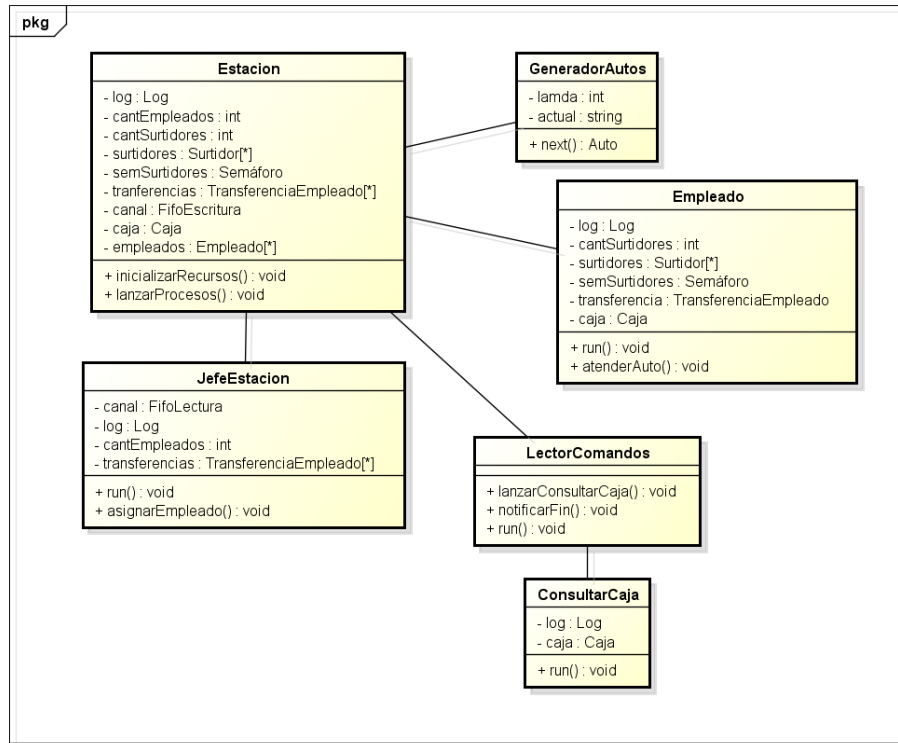 pkg
Estacion
- log : Log
- cantEmpleados : int
- cantSurtidores : int
- surtidores : Surtidor[*]
- semSurtidores : Semáforo
- tranferencias : TransferenciaEmpleado[*]
- canal : FifoEscritura
- caja : Caja
- empleados : Empleado[*]
+ inicializarRecursos() : void
+ lanzarProcesos() : void
GeneradorAutos
- lamda : int
- actual : string
+ next() : Auto
Empleado
- log : Log
- cantSurtidores : int
- surtidores : Surtidor[*]
- semSurtidores : Semáforo
- transferencia : TransferenciaEmpleado
- caja : Caja
+ run() : void
+ atenderAuto() : void
JefeEstacion
- canal : FifoLectura
- log : Log
- cantEmpleados : int
- transferencias : TransferenciaEmpleado[*]
+ run() : void
+ asignarEmpleado() : void
LectorComandos
+ lanzarConsultarCaja() : void
+ notificarFin() : void
+ run() : void
ConsultarCaja
- log : Log
- caja : Caja
+ run() : void